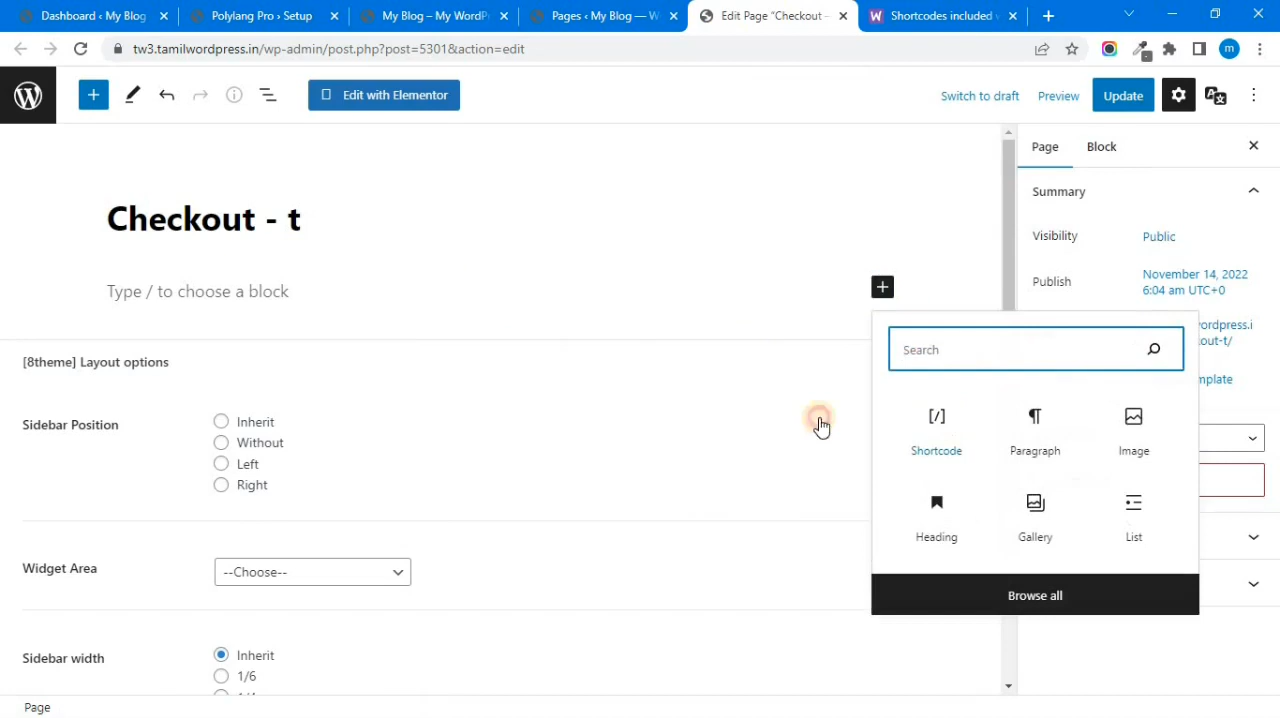 Dashboard ‹ My Blog
Polylang Pro › Setup
My Blog – My WordP
Pages ‹ My Blog — W
Edit Page “Checkout –
Shortcodes included
tw3.tamilwordpress.in/wp-admin/post.php?post=5301&action=edit
m
Edit with Elementor
Switch to draft
Preview
Update
Page
Block
Checkout - t
Summary
Visibility
Public
Type / to choose a block
Publish
November 14, 2022
6:04 am UTC+0
ordpress.i
out-t/
mplate
Search
[8theme] Layout options
Sidebar Position
Inherit
Without
Left
Right
[/]
Shortcode
Paragraph
Image
Heading
Gallery
List
Widget Area
--Choose--
Browse all
Sidebar width
Inherit
1/6
Page